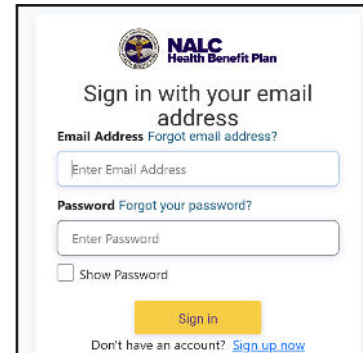 NALC
Health Benefit Plan
Sign in with your email
address
Email Address Forgot email address?
Enter Email Address
Password Forgot your password?
Enter Password
Show Password
Sign in
Don't have an account? Sign up now